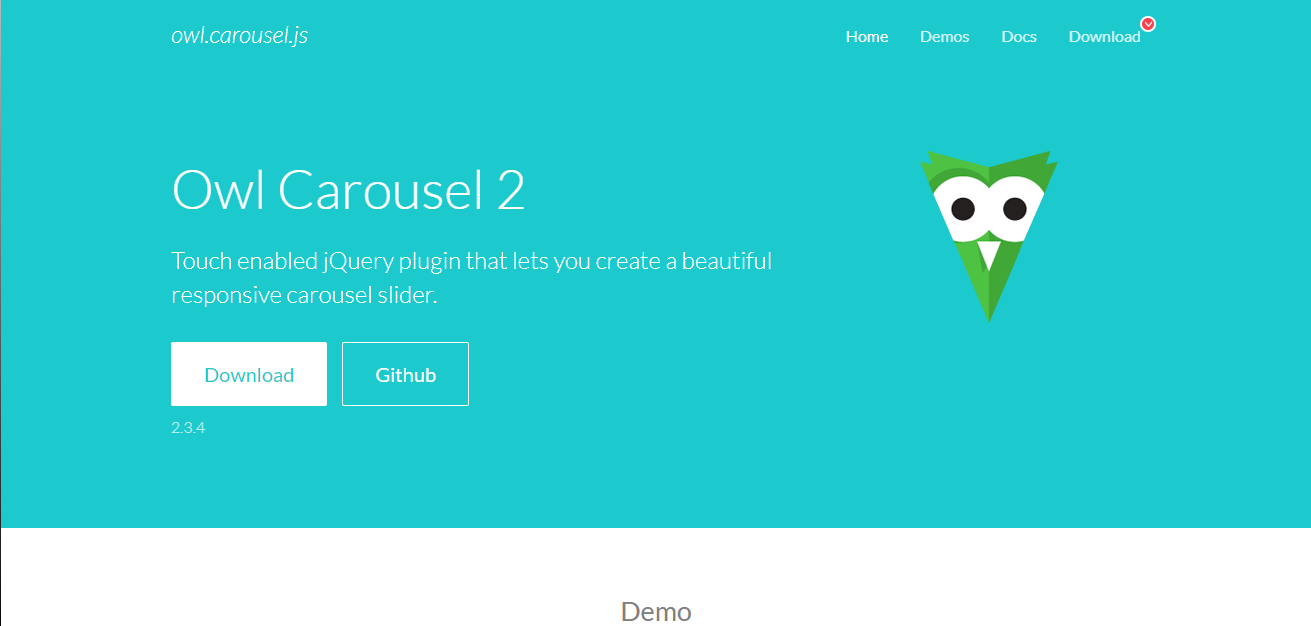 owl.carousel.js
Home Demos Docs Download
Owl Carousel 2
Touch enabled jQuery plugin that lets you create a beautiful
responsive carousel slider.
Download Github
2.3.4
Demo